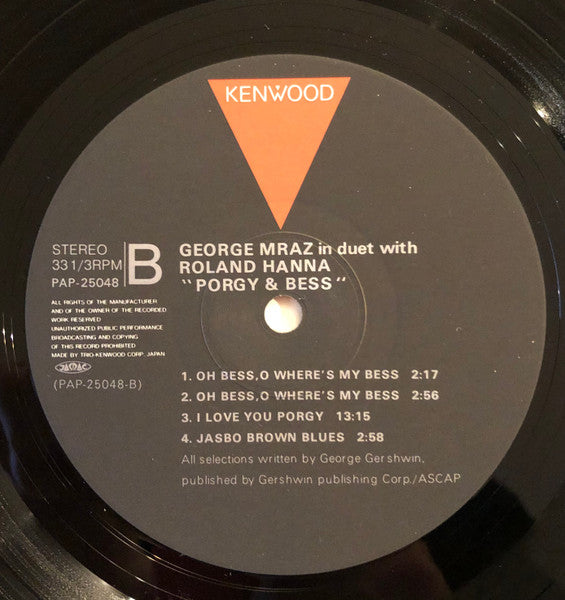 KENWOOD
STEREO
33 1/3RPM
PAP-25048
B
GEORGE MRAZ in duet with
ROLAND HANNA
"PORGY & BESS"
ALL RIGHTS OF THE MANUFACTURER
AND OF THE OWNER OF THE RECORDED
WORK RESERVED
UNAUTHORIZED PUBLIC PERFORMANCE
BROADCASTING AND COPYING
OF THIS RECORD PROHIBITED
MADE BY TRIO-KENWOOD CORP. JAPAN
JASRAC
(PAP-25048-B)
1. OH BESS,O WHERE'S MY BESS 2:17
2. OH BESS,O WHERE'S MY BESS 2:56
3. I LOVE YOU PORGY 13:15
4. JASBO BROWN BLUES 2:58
All selections written by George Gershwin,
published by Gershwin publishing Corp./ASCAP